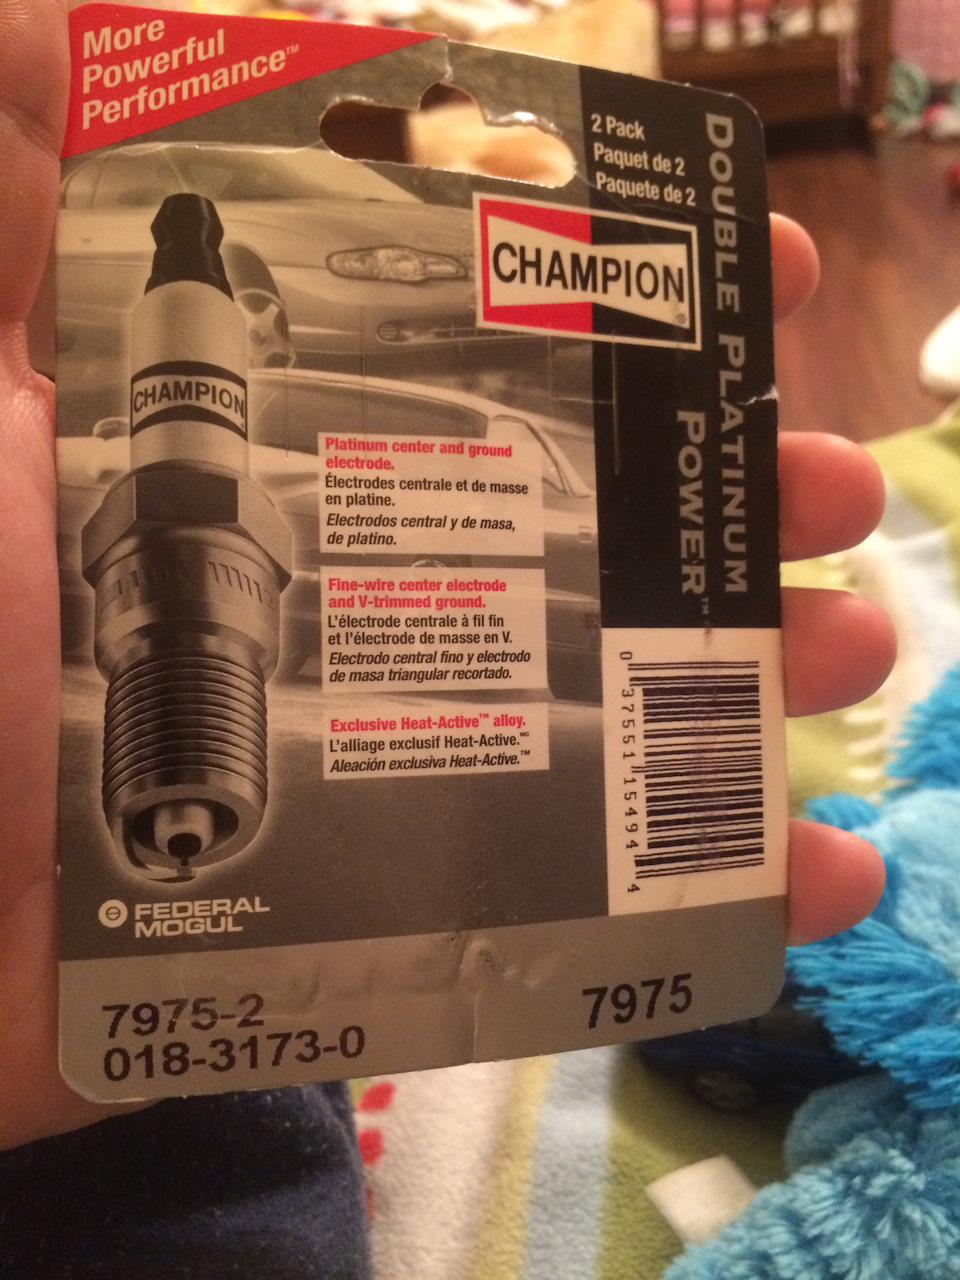 More
Powerful
Performance™
2 Pack
Paquet de 2
Paquete de 2
DOUBLE PLATINUM
POWER™
CHAMPION®
CHAMPION
Platinum center and ground
electrode.
Électrodes centrale et de masse
en platine.
Electrodos central y de masa,
de platino.
Fine-wire center electrode
and V-trimmed ground.
L'électrode centrale à fil fin
et l'électrode de masse en V.
Electrodo central fino y electrodo
de masa triangular recortado.
Exclusive Heat-Active™ alloy.
L'alliage exclusif Heat-Active.MC
Aleación exclusiva Heat-Active.™
0 37551 15494 4
FEDERAL
MOGUL
7975-2
018-3173-0
7975